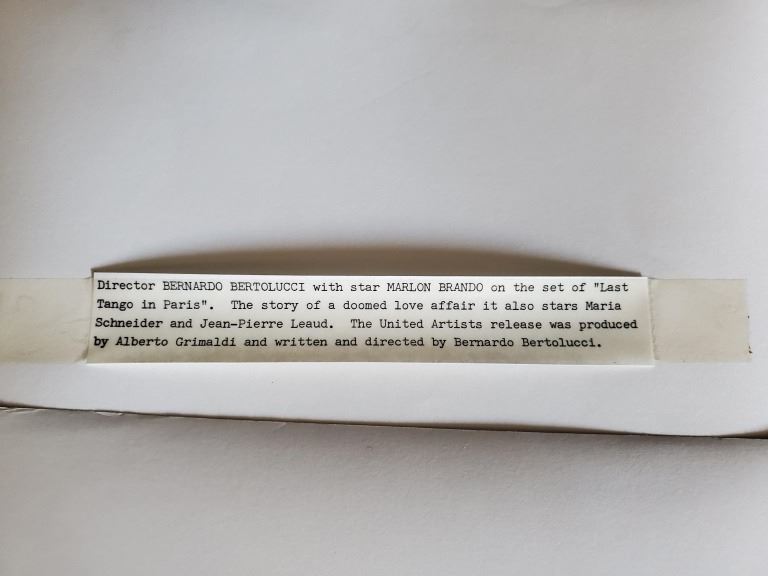 Director BERNARDO BERTOLUCCI with star MARLON BRANDO on the set of "Last
Tango in Paris".  The story of a doomed love affair it also stars Maria
Schneider and Jean-Pierre Leaud.  The United Artists release was produced
by Alberto Grimaldi and written and directed by Bernardo Bertolucci.